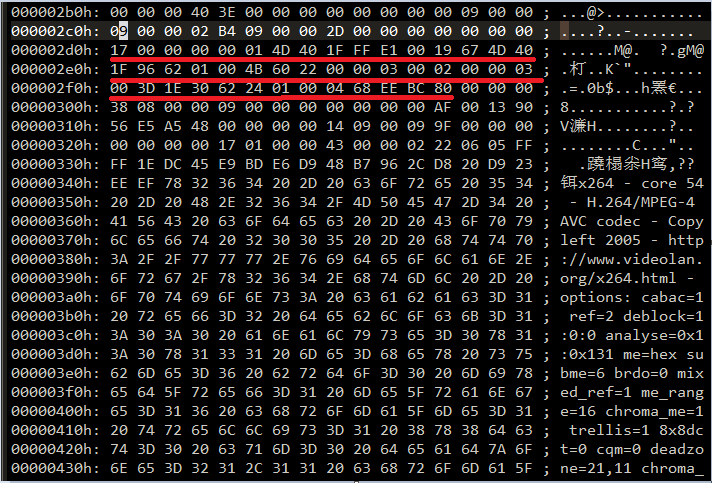 000002b0h: 00 00 00 40 3E 00 00 00 00 00 00 00 00 09 00 00 ; ...@>...........
000002c0h: 09 00 00 02 B4 09 00 00 2D 00 00 00 00 00 00 00 ; ....?..-.......
000002d0h: 17 00 00 00 00 01 4D 40 1F FF E1 00 19 67 4D 40 ; ......M@.  ?.gM@
000002e0h: 1F 96 62 01 00 4B 60 22 00 00 03 00 02 00 00 03 ; .朾..K`"........
000002f0h: 00 3D 1E 30 62 24 01 00 04 68 EE BC 80 00 00 00 ; .=.0b$...h罴€...
00000300h: 38 08 00 00 09 00 00 00 00 00 00 00 AF 00 13 90 ; 8...........?.?
00000310h: 56 E5 A5 48 00 00 00 00 14 09 09 9F 00 00 00 00 ; V濂H.......?..
00000320h: 00 00 00 00 17 01 00 00 43 00 00 02 22 06 05 FF ; ........C..."..
00000330h: FF 1E DC 45 E9 BD E6 D9 48 B7 96 2C D8 20 D9 23 ; 
00000340h: EE EF 78 32 36 34 20 2D 20 63 6F 72 65 20 35 34 ; 铒x264 - core 54
00000350h: 20 2D 20 48 2E 32 36 34 2F 4D 50 45 47 2D 34 20 ;  - H.264/MPEG-4
00000360h: 41 56 43 20 63 6F 64 65 63 20 2D 20 43 6F 70 79 ; AVC codec - Copy
00000370h: 6C 65 66 74 20 32 30 30 35 20 2D 20 68 74 74 70 ; left 2005 - http
00000380h: 3A 2F 2F 77 77 77 2E 76 69 64 65 6F 6C 61 6E 2E ; ://www.videolan.
00000390h: 6F 72 67 2F 78 32 36 34 2E 68 74 6D 6C 20 2D 20 ; org/x264.html -
000003a0h: 6F 70 74 69 6F 6E 73 3A 20 63 61 62 61 63 3D 31 ; options: cabac=1
000003b0h: 20 72 65 66 3D 32 20 64 65 62 6C 6F 63 6B 3D 31 ;  ref=2 deblock=1
000003c0h: 3A 30 3A 30 20 61 6E 61 6C 79 73 65 3D 30 78 31 ; :0:0 analyse=0x1
000003d0h: 3A 30 78 31 33 31 20 6D 65 3D 68 65 78 20 73 75 ; :0x131 me=hex su
000003e0h: 62 6D 65 3D 36 20 62 72 64 6F 3D 30 20 6D 69 78 ; bme=6 brdo=0 mix
000003f0h: 65 64 5F 72 65 66 3D 31 20 6D 65 5F 72 61 6E 67 ; ed_ref=1 me_rang
00000400h: 65 3D 31 36 20 63 68 72 6F 6D 61 5F 6D 65 3D 31 ; e=16 chroma_me=1
00000410h: 20 74 72 65 6C 6C 69 73 3D 31 20 38 78 38 64 63 ;  trellis=1 8x8dc
00000420h: 74 3D 30 20 63 71 6D 3D 30 20 64 65 61 64 7A 6F ; t=0 cqm=0 deadzo
00000430h: 6E 65 3D 32 31 2C 31 31 20 63 68 72 6F 6D 61 5F ; ne=21,11 chroma_